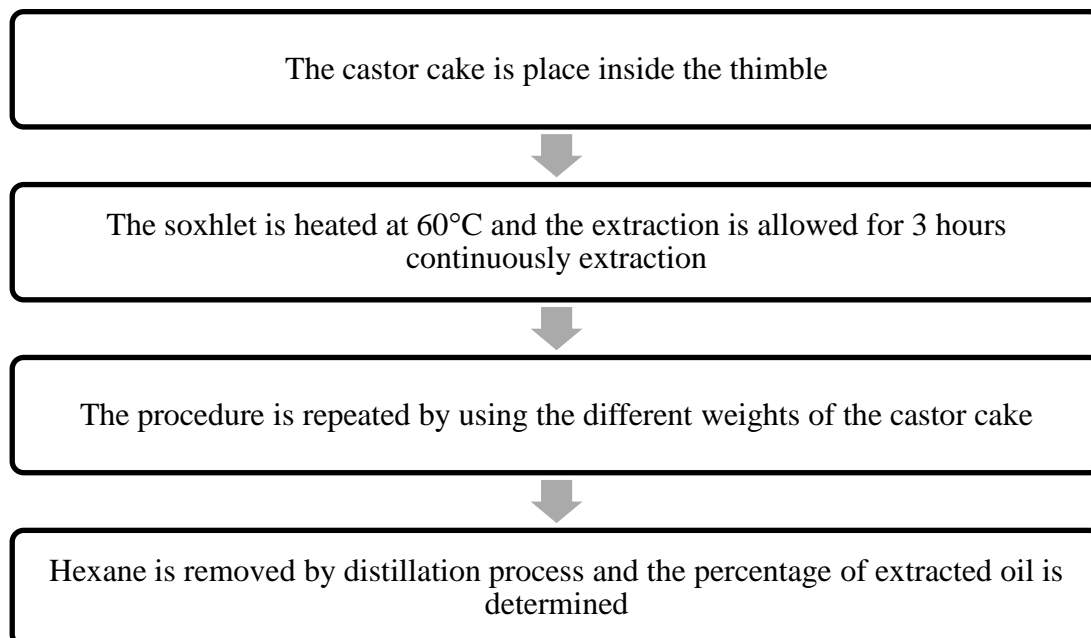 The castor cake is place inside the thimble
The soxhlet is heated at 60°C and the extraction is allowed for 3 hours
continuously extraction
The procedure is repeated by using the different weights of the castor cake
Hexane is removed by distillation process and the percentage of extracted oil is
determined